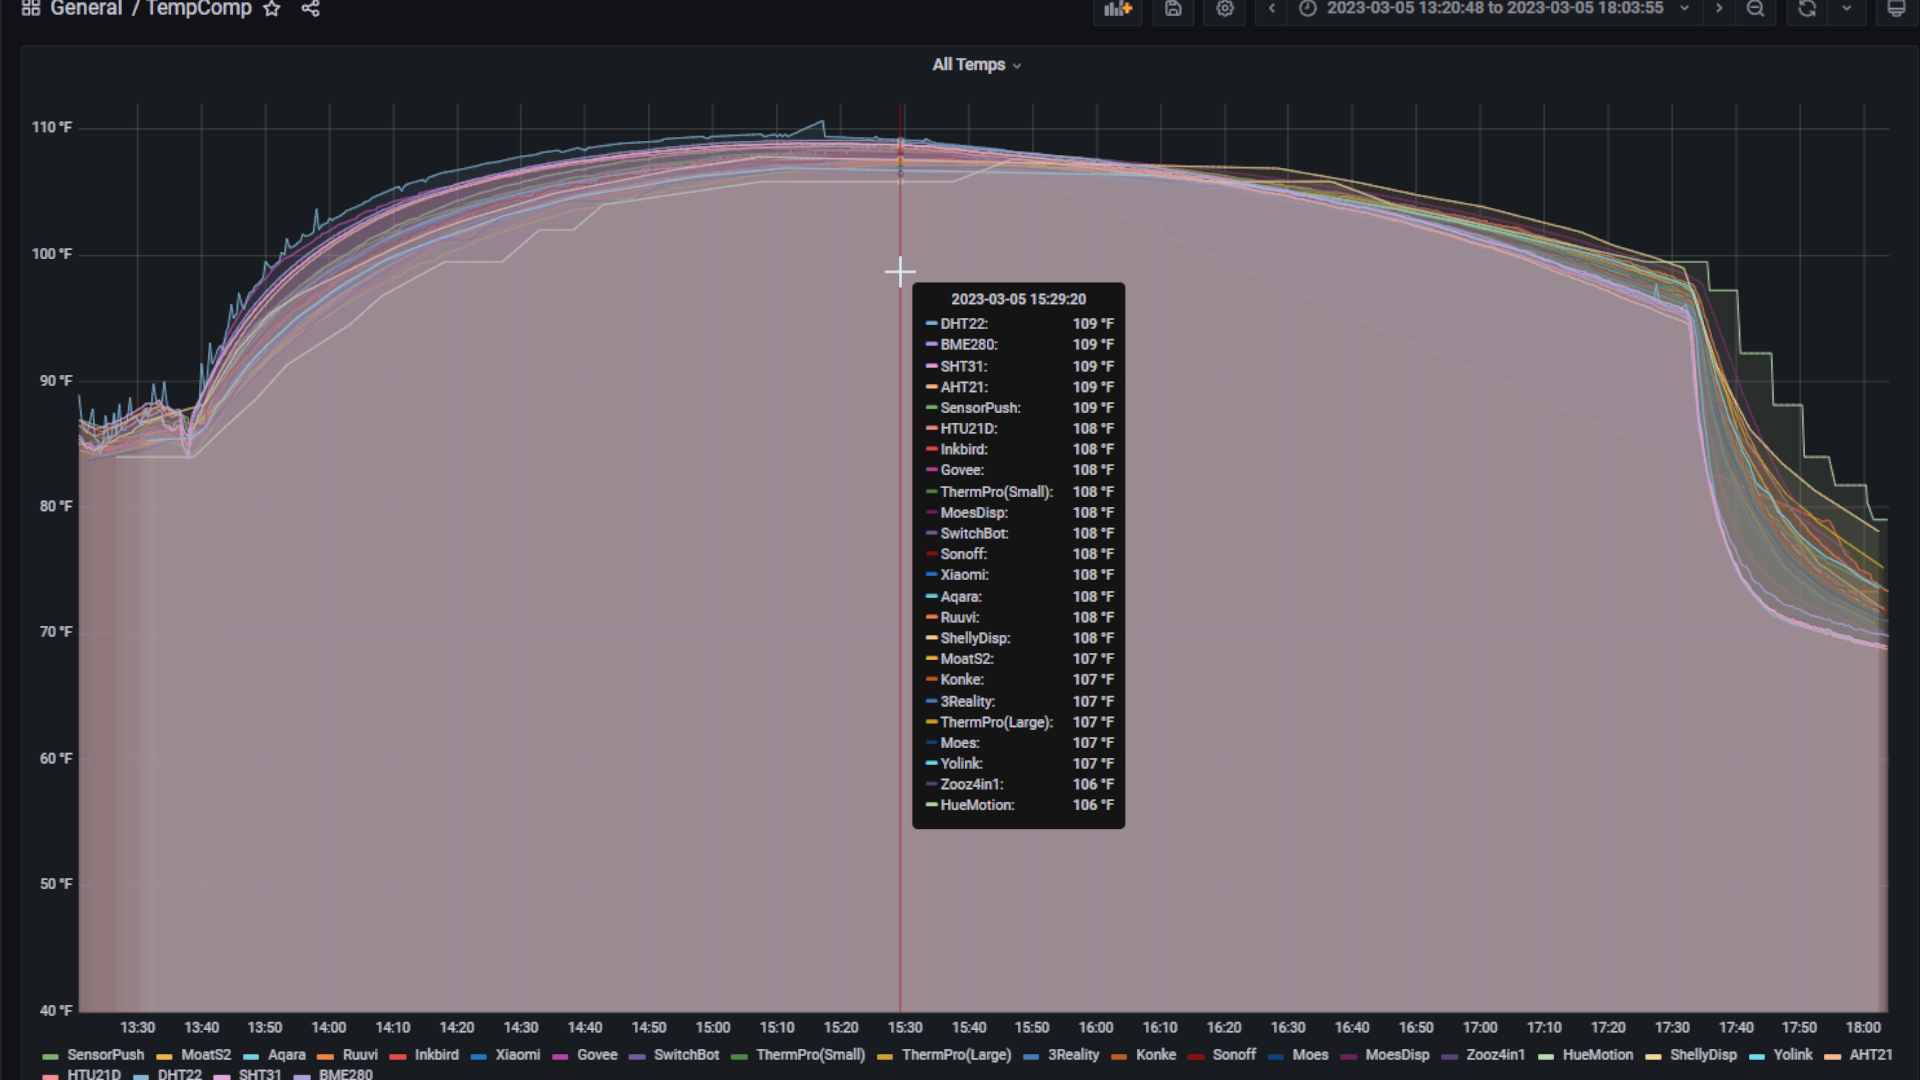 General / TempComp
2023-03-05 13:20:48 to 2023-03-05 18:03:55
All Temps
110 °F
100 °F
90 °F
80 °F
70 °F
60 °F
50 °F
40 °F
2023-03-05 15:29:20
DHT22: 109 °F
BME280: 109 °F
SHT31: 109 °F
AHT21: 109 °F
SensorPush: 109 °F
HTU21D: 108 °F
Inkbird: 108 °F
Govee: 108 °F
ThermPro(Small): 108 °F
MoesDisp: 108 °F
SwitchBot: 108 °F
Sonoff: 108 °F
Xiaomi: 108 °F
Aqara: 108 °F
Ruuvi: 108 °F
ShellyDisp: 108 °F
MoatS2: 107 °F
Konke: 107 °F
3Reality: 107 °F
ThermPro(Large): 107 °F
Moes: 107 °F
Yolink: 107 °F
Zooz4in1: 106 °F
HueMotion: 106 °F
13:30 13:40 13:50 14:00 14:10 14:20 14:30 14:40 14:50 15:00 15:10 15:20 15:30 15:40 15:50 16:00 16:10 16:20 16:30 16:40 16:50 17:00 17:10 17:20 17:30 17:40 17:50 18:00
SensorPush MoatS2 Aqara Ruuvi Inkbird Xiaomi Govee SwitchBot ThermPro(Small) ThermPro(Large) 3Reality Konke Sonoff Moes MoesDisp Zooz4in1 HueMotion ShellyDisp Yolink AHT21
HTU21D DHT22 SHT31 BME280